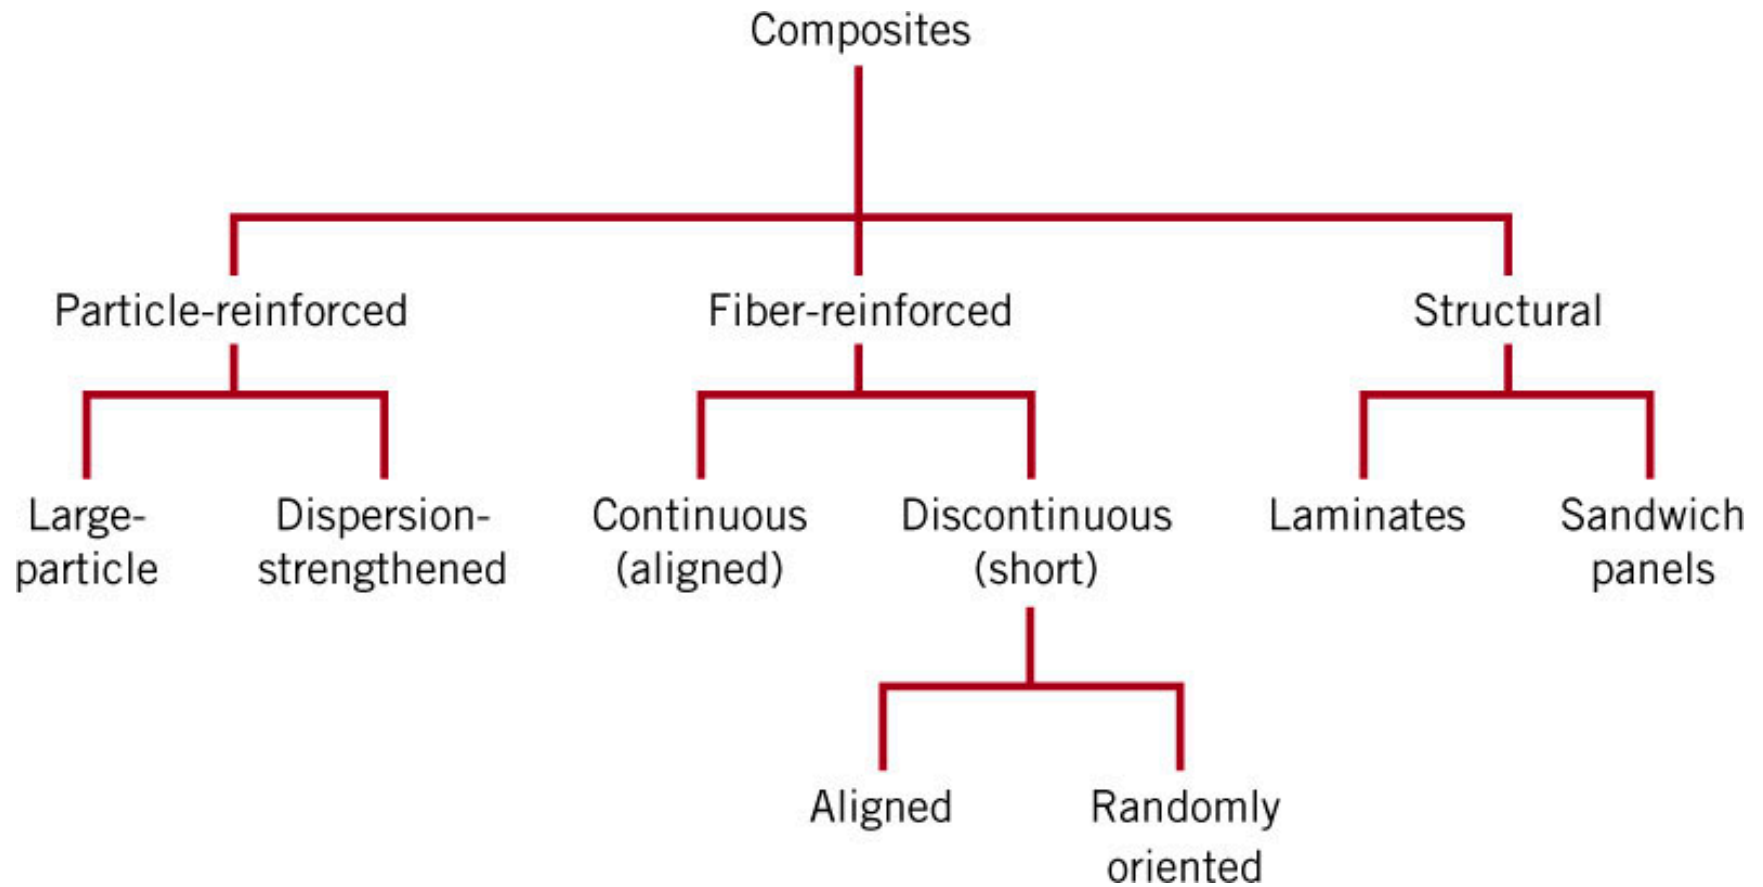 Composites
Particle-reinforced
Fiber-reinforced
Structural
Large-
particle
Dispersion-
strengthened
Continuous
(aligned)
Discontinuous
(short)
Laminates
Sandwich
panels
Aligned
Randomly
oriented